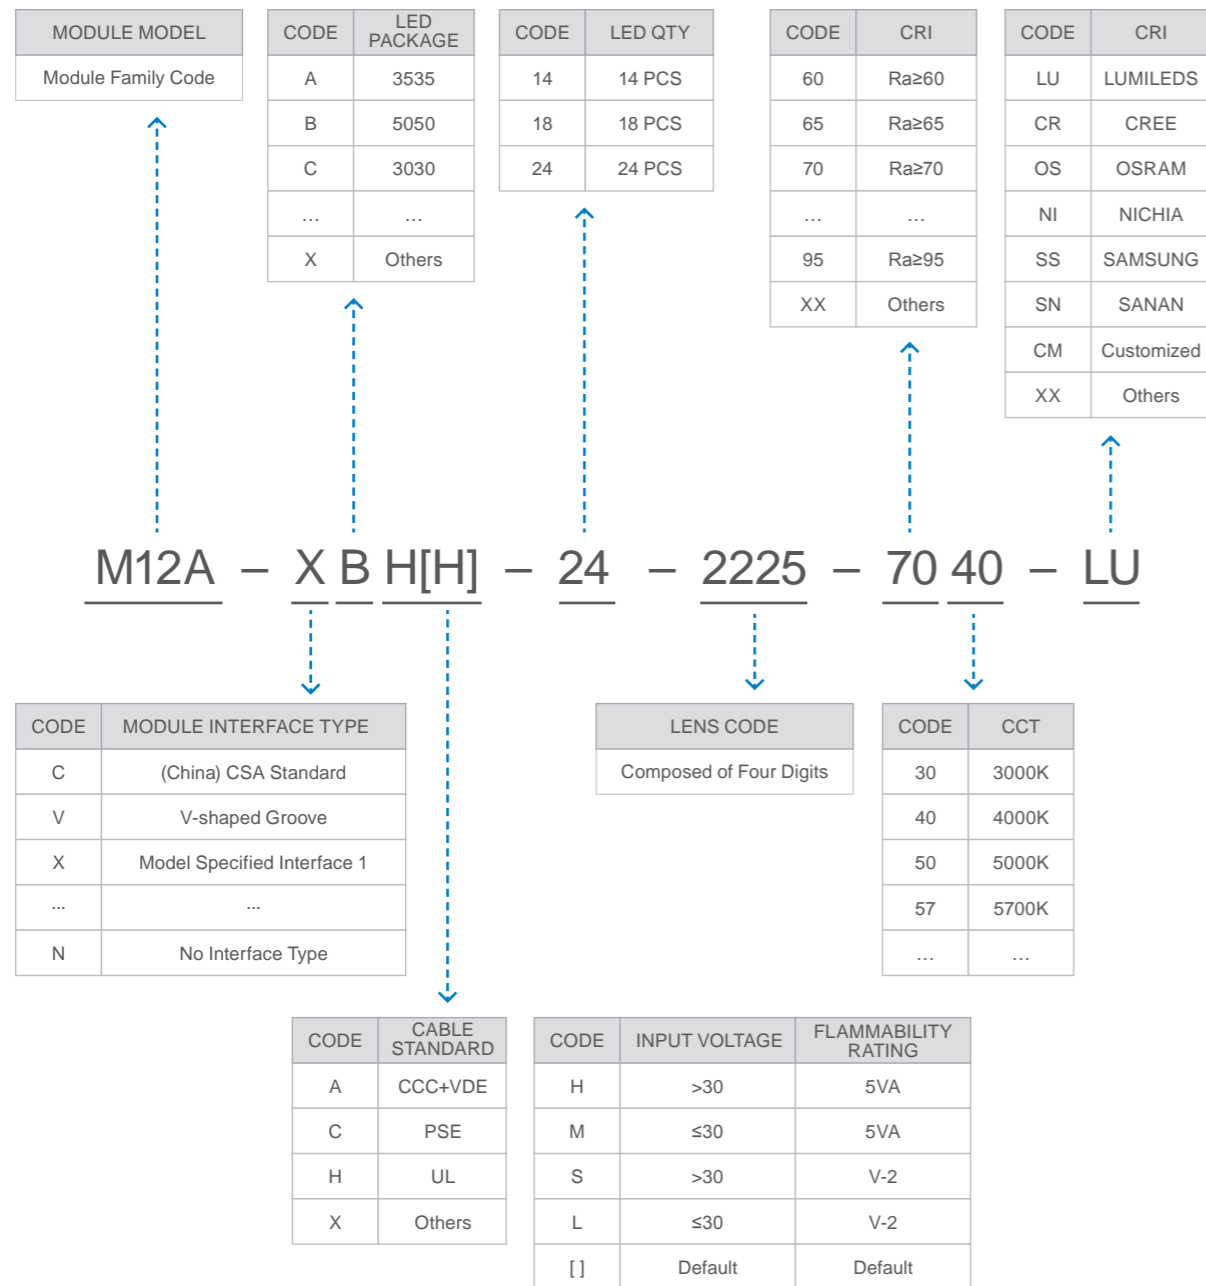 MODULE MODEL
Module Family Code
CODE LED PACKAGE
A 3535
B 5050
C 3030
... ...
X Others
CODE LED QTY
14 14 PCS
18 18 PCS
24 24 PCS
CODE CRI
60 Ra≥60
65 Ra≥65
70 Ra≥70
... ...
95 Ra≥95
XX Others
CODE CRI
LU LUMILEDS
CR CREE
OS OSRAM
NI NICHIA
SS SAMSUNG
SN SANAN
CM Customized
XX Others
M12A – X B H[H] – 24 – 2225 – 70 40 – LU
CODE MODULE INTERFACE TYPE
C (China) CSA Standard
V V-shaped Groove
X Model Specified Interface 1
... ...
N No Interface Type
LENS CODE
Composed of Four Digits
CODE CCT
30 3000K
40 4000K
50 5000K
57 5700K
... ...
CODE CABLE STANDARD
A CCC+VDE
C PSE
H UL
X Others
CODE INPUT VOLTAGE FLAMMABILITY RATING
H >30 5VA
M ≤30 5VA
S >30 V-2
L ≤30 V-2
[ ] Default Default